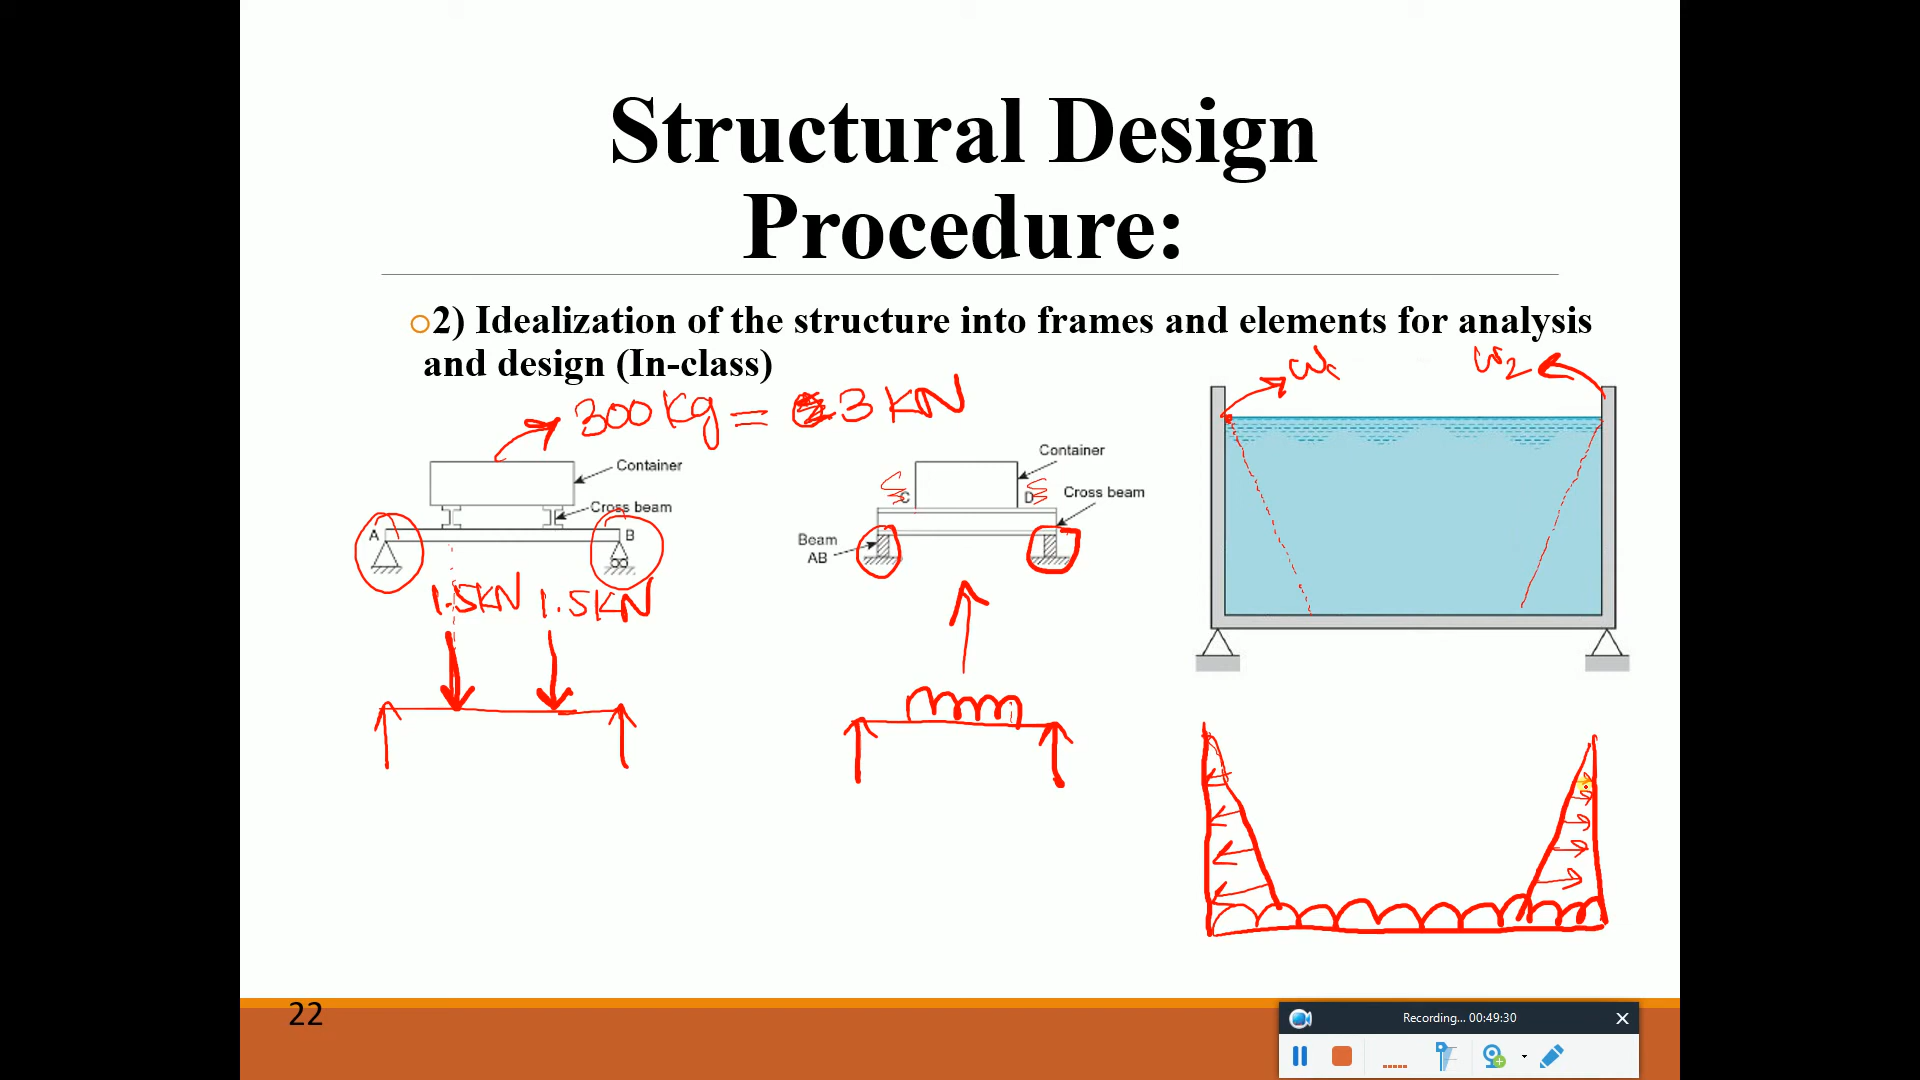 Structural Design
Procedure:
2) Idealization of the structure into frames and elements for analysis
and design (In-class)
300 Kg = 3 KN
Container
Cross beam
A
B
1.5KN 1.5KN
Container
C
D
Cross beam
Beam
AB
W2
22
Recording... 00:49:30